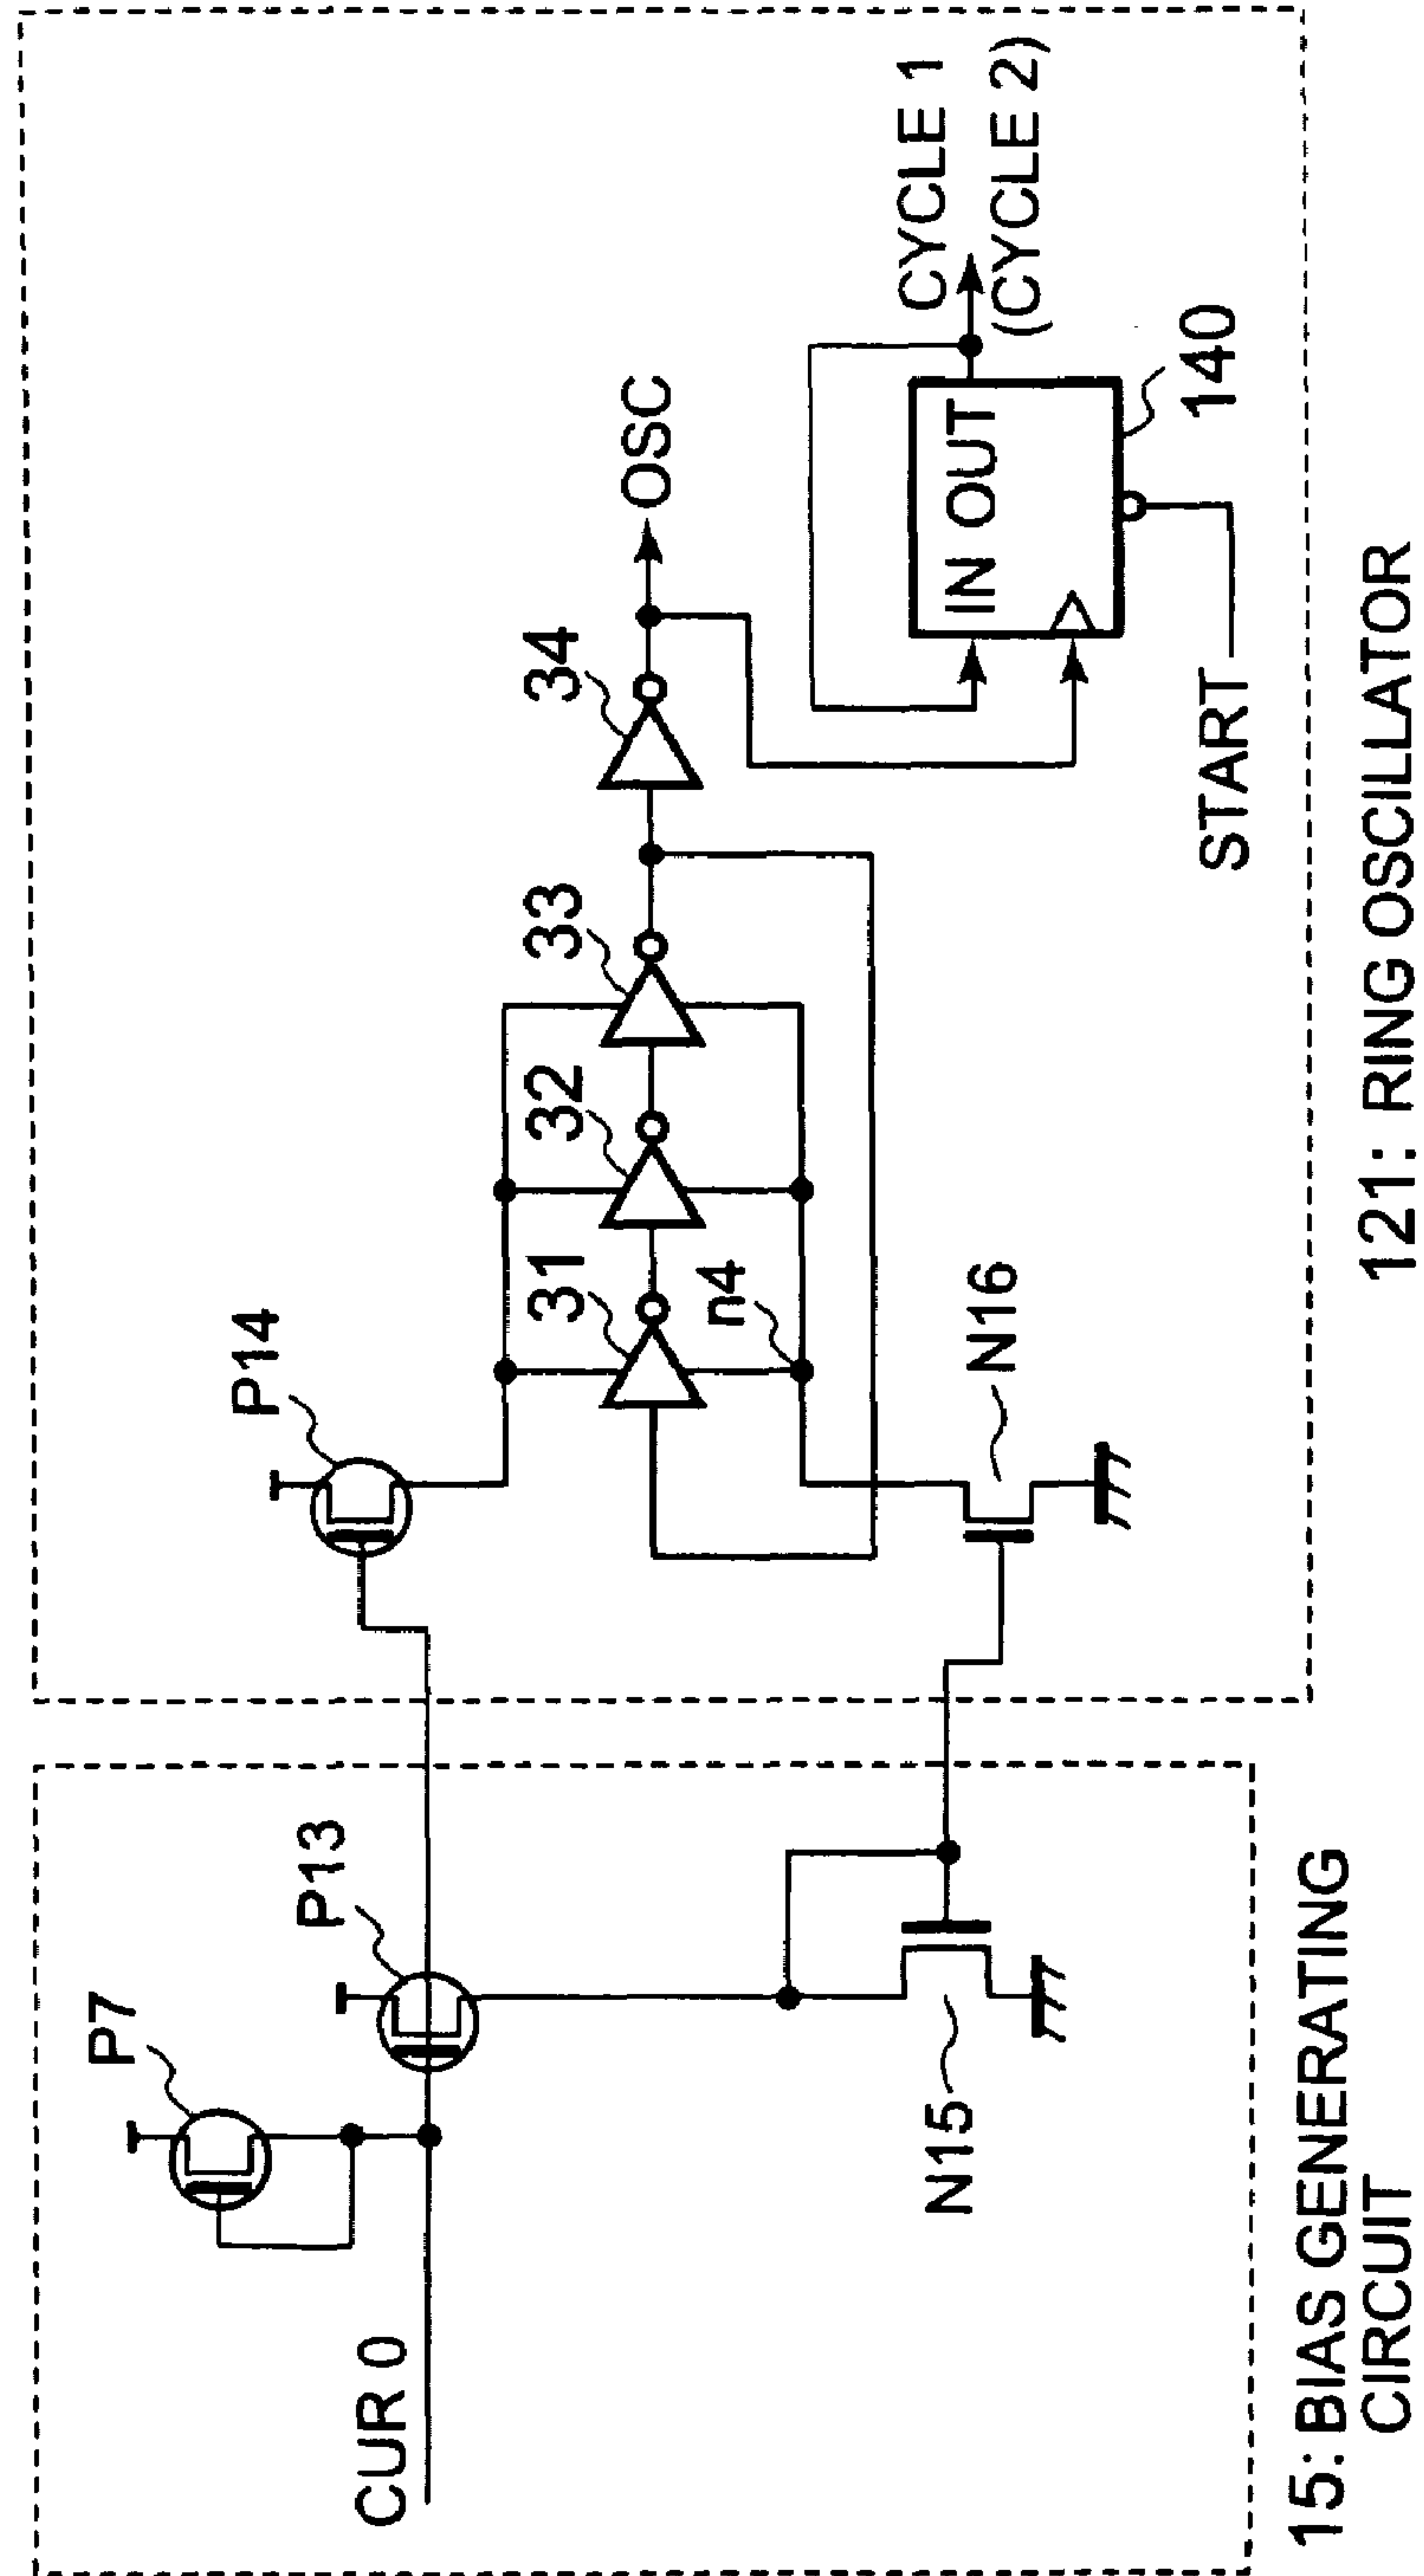 CUR 0
P7
P13
N15
P14
31
32
33
34
n4
N16
OSC
IN OUT
CYCLE 1
(CYCLE 2)
140
START
15: BIAS GENERATING
CIRCUIT
121: RING OSCILLATOR